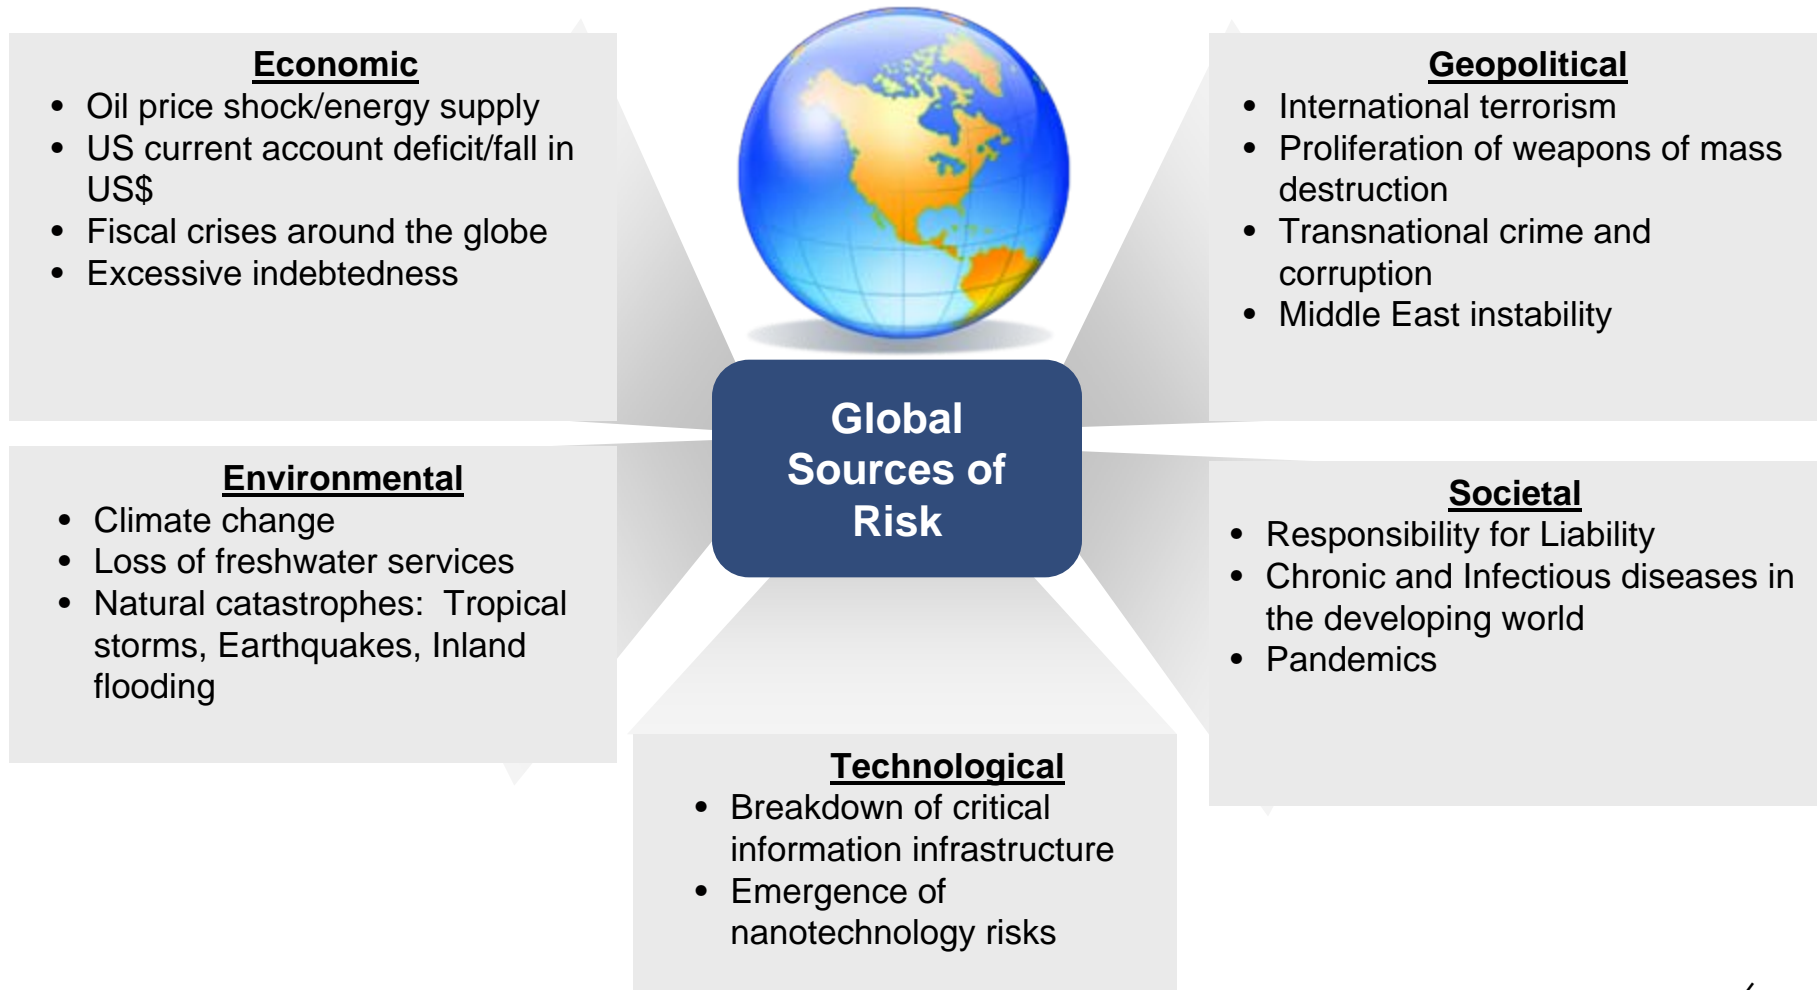 Economic
• Oil price shock/energy supply
• US current account deficit/fall in
US$
• Fiscal crises around the globe
• Excessive indebtedness
Geopolitical
• International terrorism
• Proliferation of weapons of mass
destruction
• Transnational crime and
corruption
• Middle East instability
Global
Sources of
Risk
Environmental
• Climate change
• Loss of freshwater services
• Natural catastrophes:  Tropical
storms, Earthquakes, Inland
flooding
Societal
• Responsibility for Liability
• Chronic and Infectious diseases in
the developing world
• Pandemics
Technological
• Breakdown of critical
information infrastructure
• Emergence of
nanotechnology risks